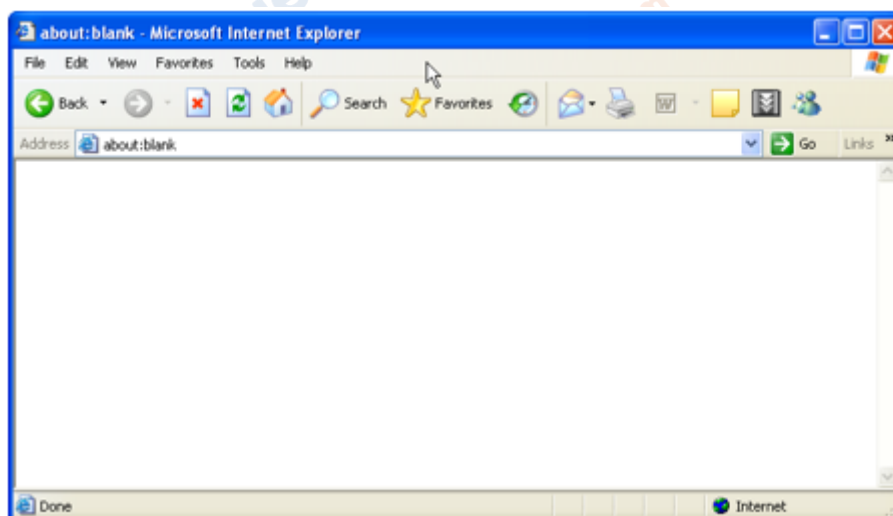 about:blank - Microsoft Internet Explorer
File Edit View Favorites Tools Help
Back Search Favorites W
Address about:blank Go Links »
Done Internet